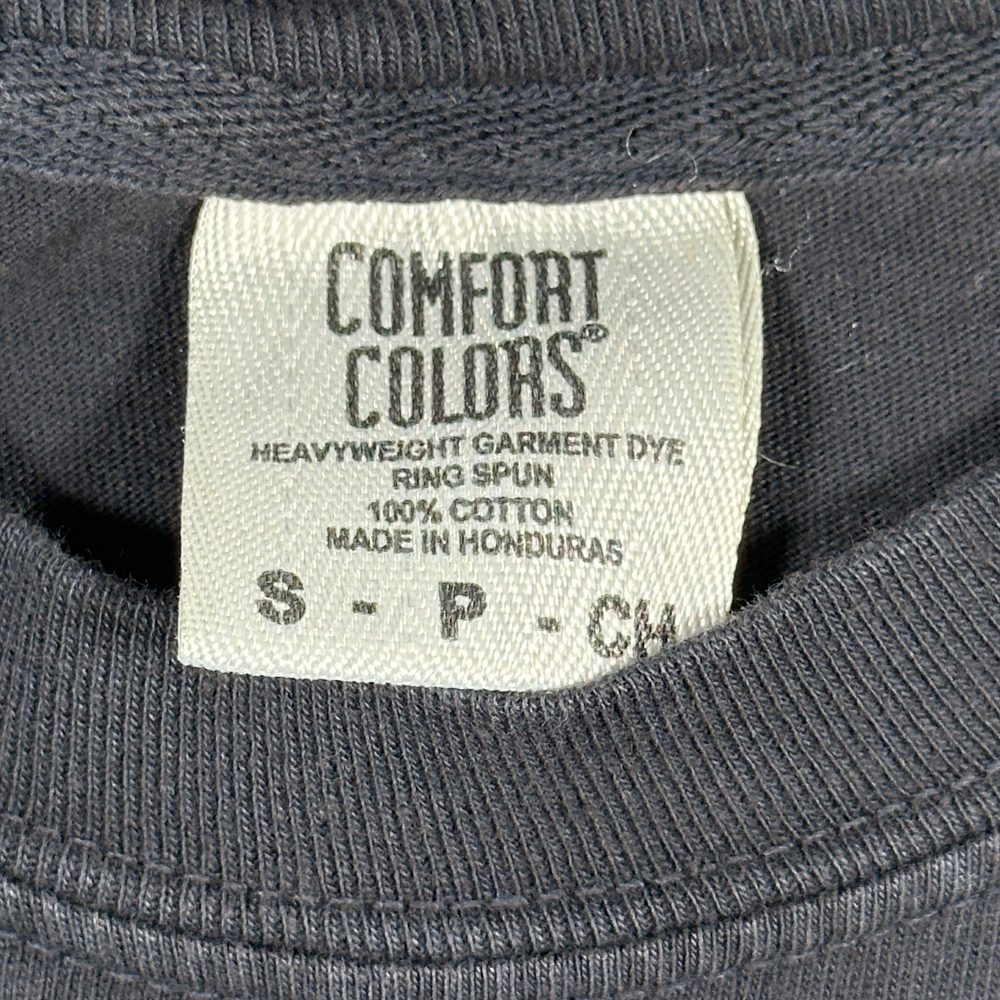 COMFORT
COLORS®
HEAVYWEIGHT GARMENT DYE
RING SPUN
100% COTTON
MADE IN HONDURAS
S - P - CH